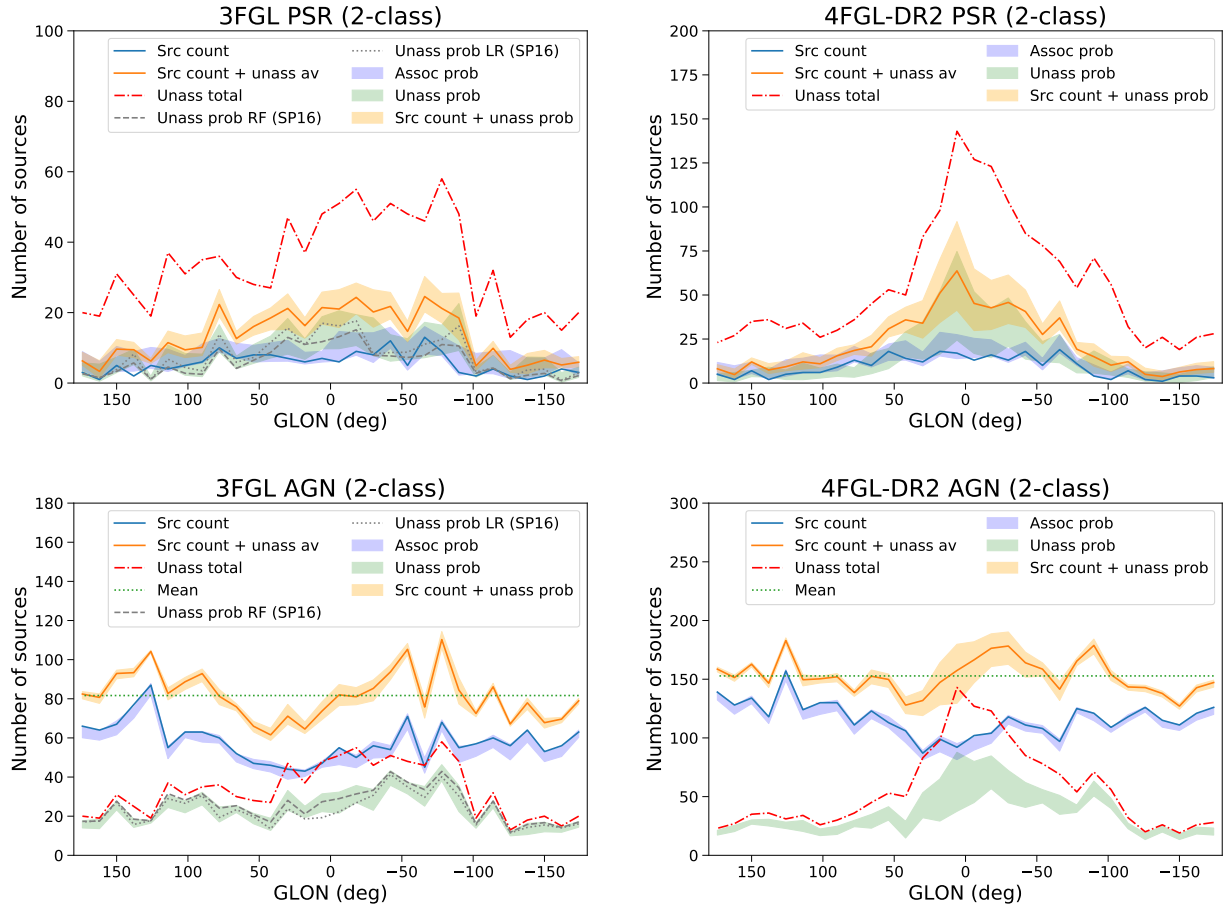 3FGL PSR (2-class)
Number of sources
100
80
60
40
20
0
Src count
Src count + unass av
Unass total
Unass prob RF (SP16)
Unass prob LR (SP16)
Assoc prob
Unass prob
Src count + unass prob
150
100
50
0
−50
−100
−150
GLON (deg)
4FGL-DR2 PSR (2-class)
Number of sources
200
175
150
125
100
75
50
25
0
Src count
Src count + unass av
Unass total
Assoc prob
Unass prob
Src count + unass prob
150
100
50
0
−50
−100
−150
GLON (deg)
3FGL AGN (2-class)
Number of sources
180
160
140
120
100
80
60
40
20
0
Src count
Src count + unass av
Unass total
Mean
Unass prob RF (SP16)
Unass prob LR (SP16)
Assoc prob
Unass prob
Src count + unass prob
150
100
50
0
−50
−100
−150
GLON (deg)
4FGL-DR2 AGN (2-class)
Number of sources
300
250
200
150
100
50
0
Src count
Src count + unass av
Unass total
Mean
Assoc prob
Unass prob
Src count + unass prob
150
100
50
0
−50
−100
−150
GLON (deg)